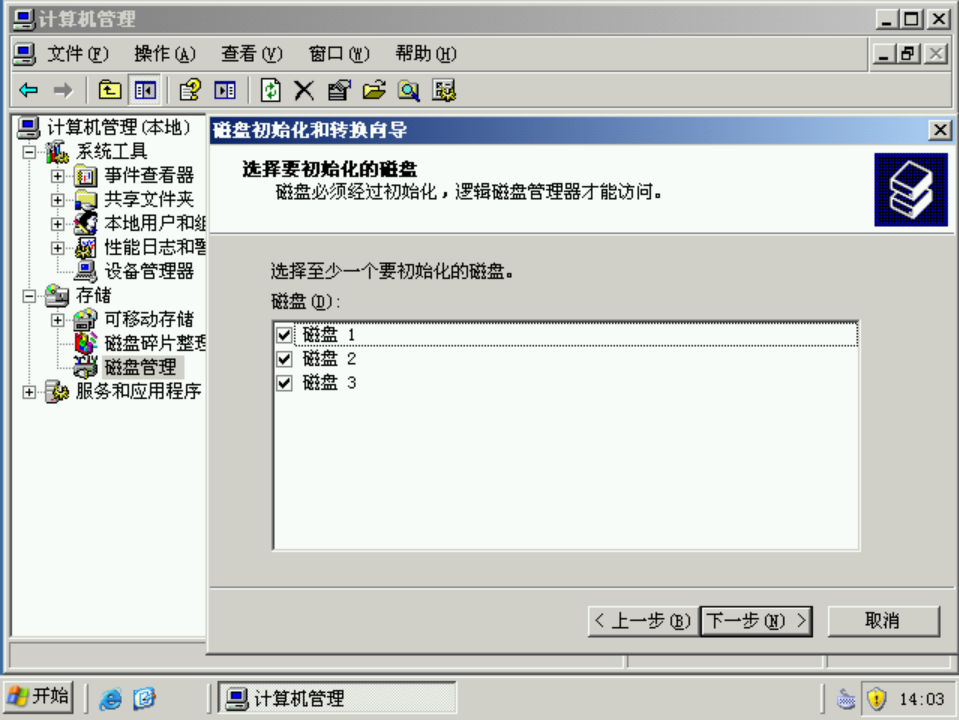 计算机管理
文件(F) 操作(A) 查看(V) 窗口(W) 帮助(H)
计算机管理(本地)
系统工具
事件查看器
共享文件夹
本地用户和组
性能日志和警
设备管理器
存储
可移动存储
磁盘碎片整理
磁盘管理
服务和应用程序
磁盘初始化和转换向导
选择要初始化的磁盘
磁盘必须经过初始化，逻辑磁盘管理器才能访问。
选择至少一个要初始化的磁盘。
磁盘(D):
磁盘 1
磁盘 2
磁盘 3
< 上一步(B) 下一步(N) > 取消
开始 计算机管理 14:03